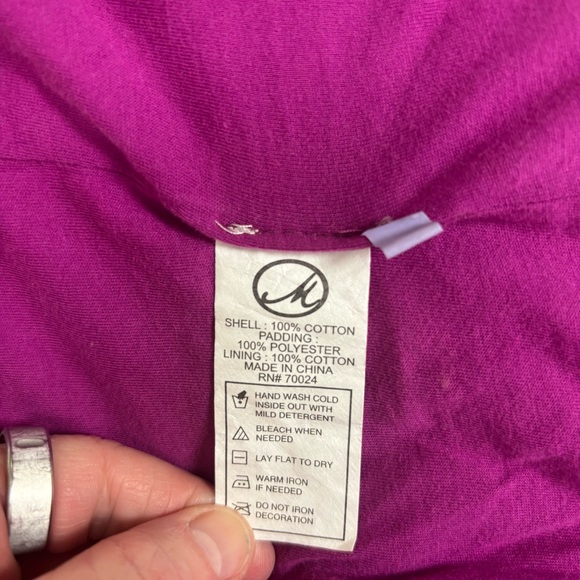 M
SHELL : 100% COTTON
PADDING :
100% POLYESTER
LINING : 100% COTTON
MADE IN CHINA
RN# 70024
HAND WASH COLD
INSIDE OUT WITH
MILD DETERGENT
BLEACH WHEN
NEEDED
LAY FLAT TO DRY
WARM IRON
IF NEEDED
DO NOT IRON
DECORATION